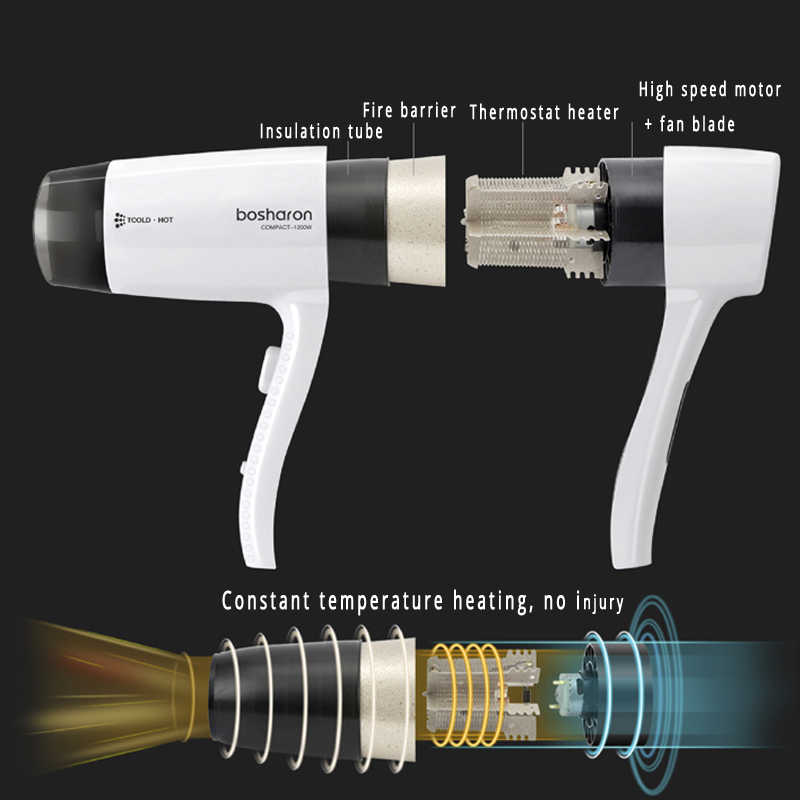 High speed motor
+ fan blade
Fire barrier
Thermostat heater
Insulation tube
TCOLD · HOT
bosharon
COMPACT-1200W
Constant temperature heating, no injury